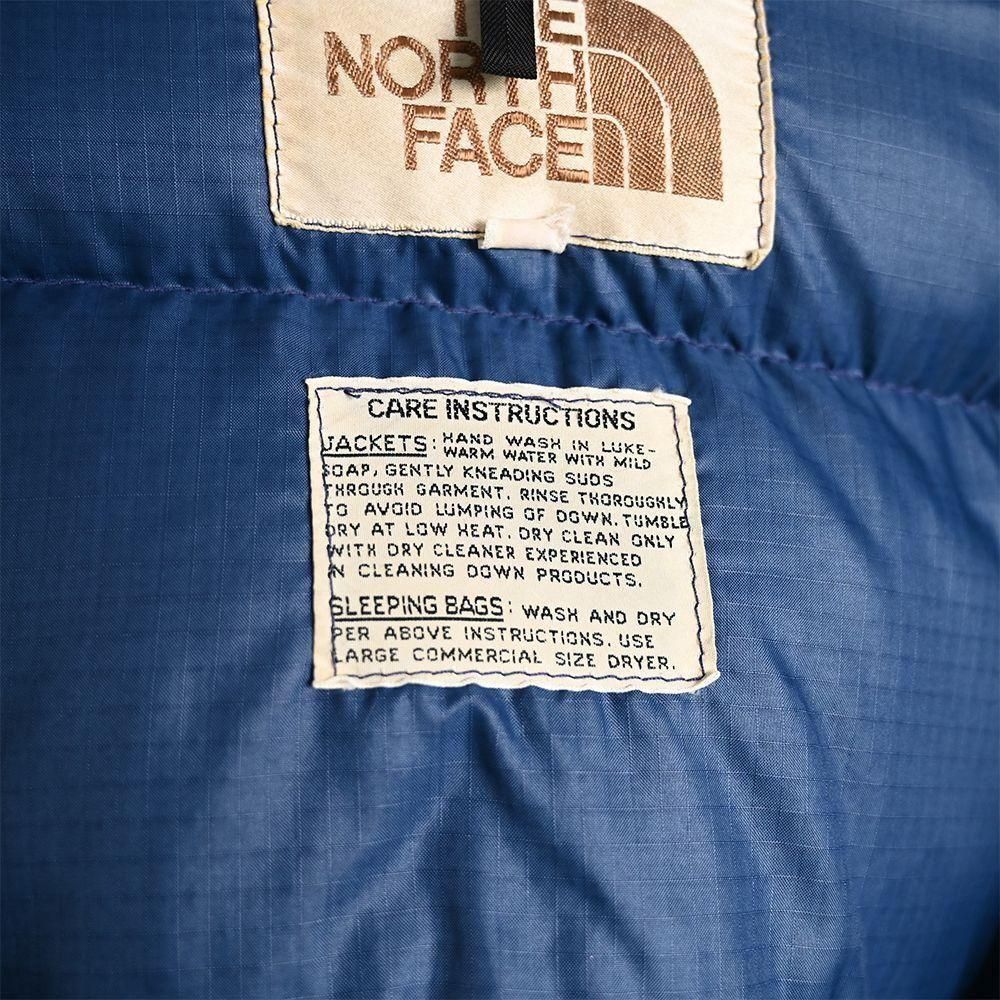 THE
NORTH
FACE
CARE INSTRUCTIONS
JACKETS: HAND WASH IN LUKE-
WARM WATER WITH MILD
SOAP, GENTLY KNEADING SUDS
THROUGH GARMENT. RINSE THOROUGHLY
TO AVOID LUMPING OF DOWN. TUMBLE
DRY AT LOW HEAT. DRY CLEAN ONLY
WITH DRY CLEANER EXPERIENCED
IN CLEANING DOWN PRODUCTS.
SLEEPING BAGS: WASH AND DRY
PER ABOVE INSTRUCTIONS. USE
LARGE COMMERCIAL SIZE DRYER.